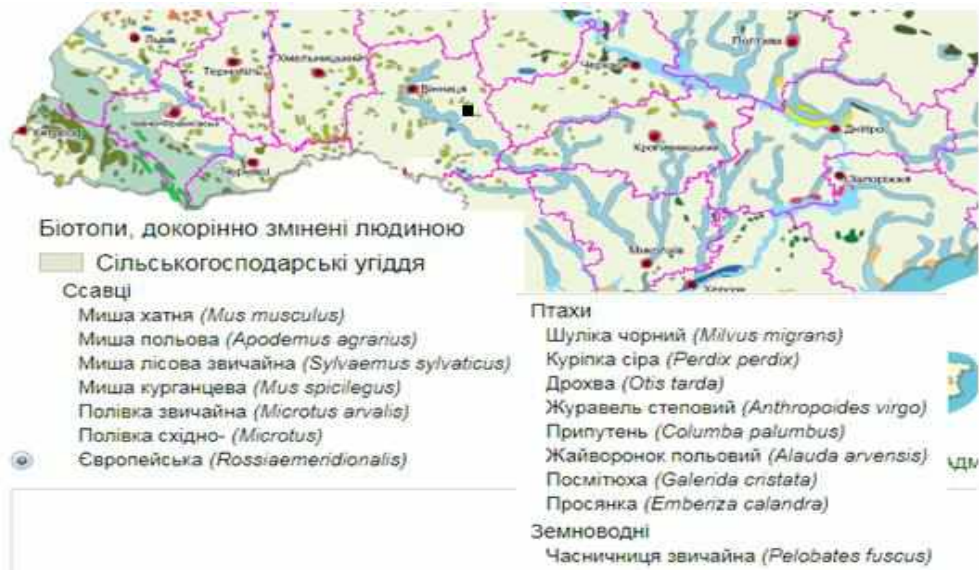 Львів
Тернопіль
Хмельницький
Вінниця
Черкаси
Полтава
Дніпро
Кропивницький
Запоріжжя
Миколаїв
Херсон
Біотопи, докорінно змінені людиною
Сільськогосподарські угіддя
Ссавці
Миша хатня (Mus musculus)
Миша польова (Apodemus agrarius)
Миша лісова звичайна (Sylvaemus sylvaticus)
Миша курганцева (Mus spicilegus)
Полівка звичайна (Microtus arvalis)
Полівка східно- (Microtus)
Європейська (Rossiaemeridionalis)
Птахи
Шуліка чорний (Milvus migrans)
Куріпка сіра (Perdix perdix)
Дрохва (Otis tarda)
Журавель степовий (Anthropoides virgo)
Припутень (Columba palumbus)
Жайворонок польовий (Alauda arvensis)
Посмітюха (Galerida cristata)
Просянка (Emberiza calandra)
Земноводні
Часничниця звичайна (Pelobates fuscus)